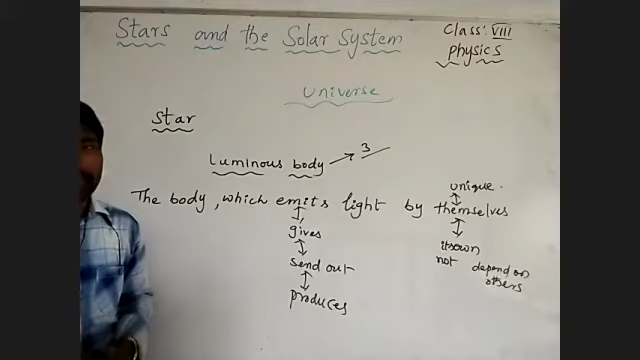 Stars and the Solar System
Class: VIII
Physics
Universe
Star
Luminous body → 3
The body, which emits light by themselves
unique.
gives
send out
produces
itsown
not depend on
others